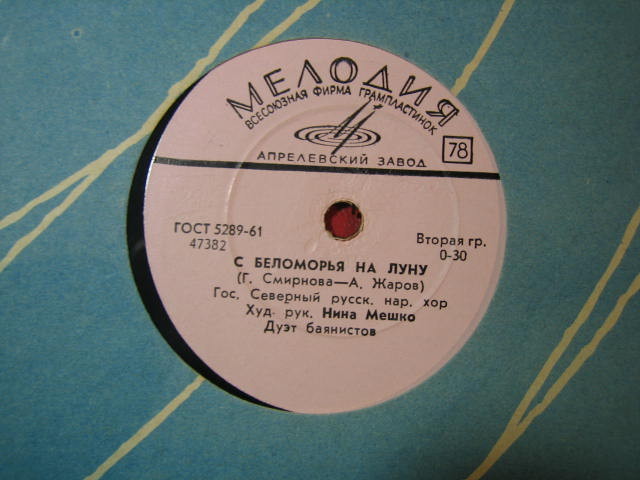 МЕЛОДИЯ
ВСЕСОЮЗНАЯ ФИРМА ГРАМПЛАСТИНОК
78
АПРЕЛЕВСКИЙ ЗАВОД
ГОСТ 5289-61
47382
Вторая гр.
0-30
С БЕЛОМОРЬЯ НА ЛУНУ
(Г. Смирнова—А. Жаров)
Гос. Северный русск. нар. хор
Худ. рук. Нина Мешко
Дуэт баянистов